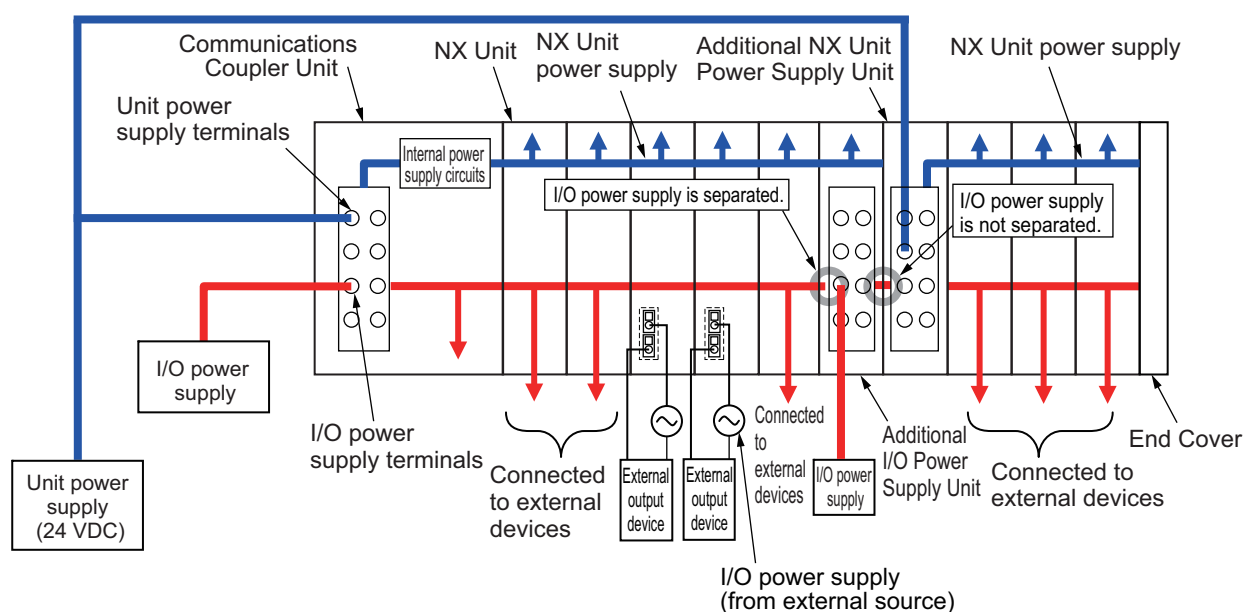 Communications
Coupler Unit
NX Unit
NX Unit
power supply
Additional NX Unit
Power Supply Unit
NX Unit power supply
Unit power
supply terminals
Internal power
supply circuits
I/O power supply is separated.
I/O power supply
is not separated.
I/O power
supply
I/O power
supply terminals
Unit power
supply
(24 VDC)
Connected
to external
devices
External
output
device
External
output
device
Connected
to
external
devices
I/O power
supply
Additional
I/O Power
Supply Unit
Connected to
external devices
End Cover
I/O power supply
(from external source)